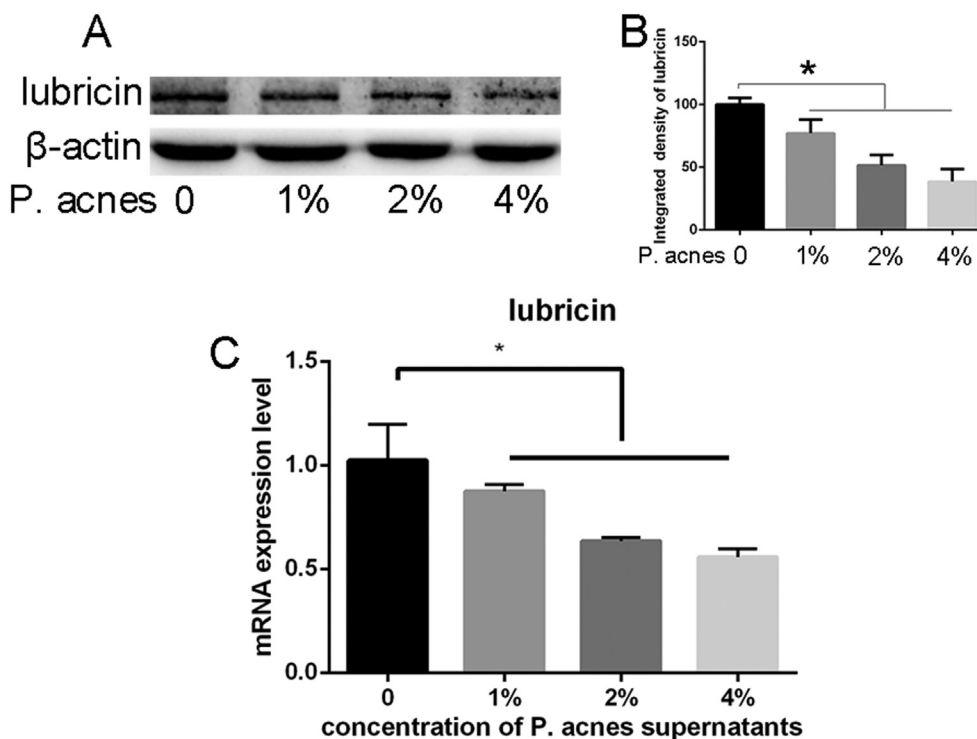 A
lubricin
β-actin
P. acnes 0 1% 2% 4%
B
Integrated density of lubricin
150
100
50
0
*
P. acnes 0 1% 2% 4%
lubricin
C
mRNA expression level
1.5
1.0
0.5
0.0
*
0 1% 2% 4%
concentration of P. acnes supernatants